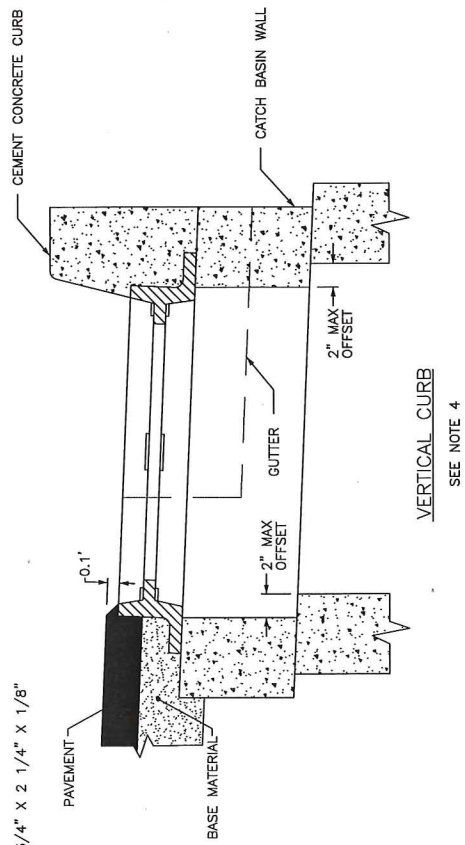 CEMENT CONCRETE CURB
CATCH BASIN WALL
2" MAX
OFFSET
GUTTER
2" MAX
OFFSET
0.1'
PAVEMENT
BASE MATERIAL
VERTICAL CURB
SEE NOTE 4
/4" X 2 1/4" X 1/8"